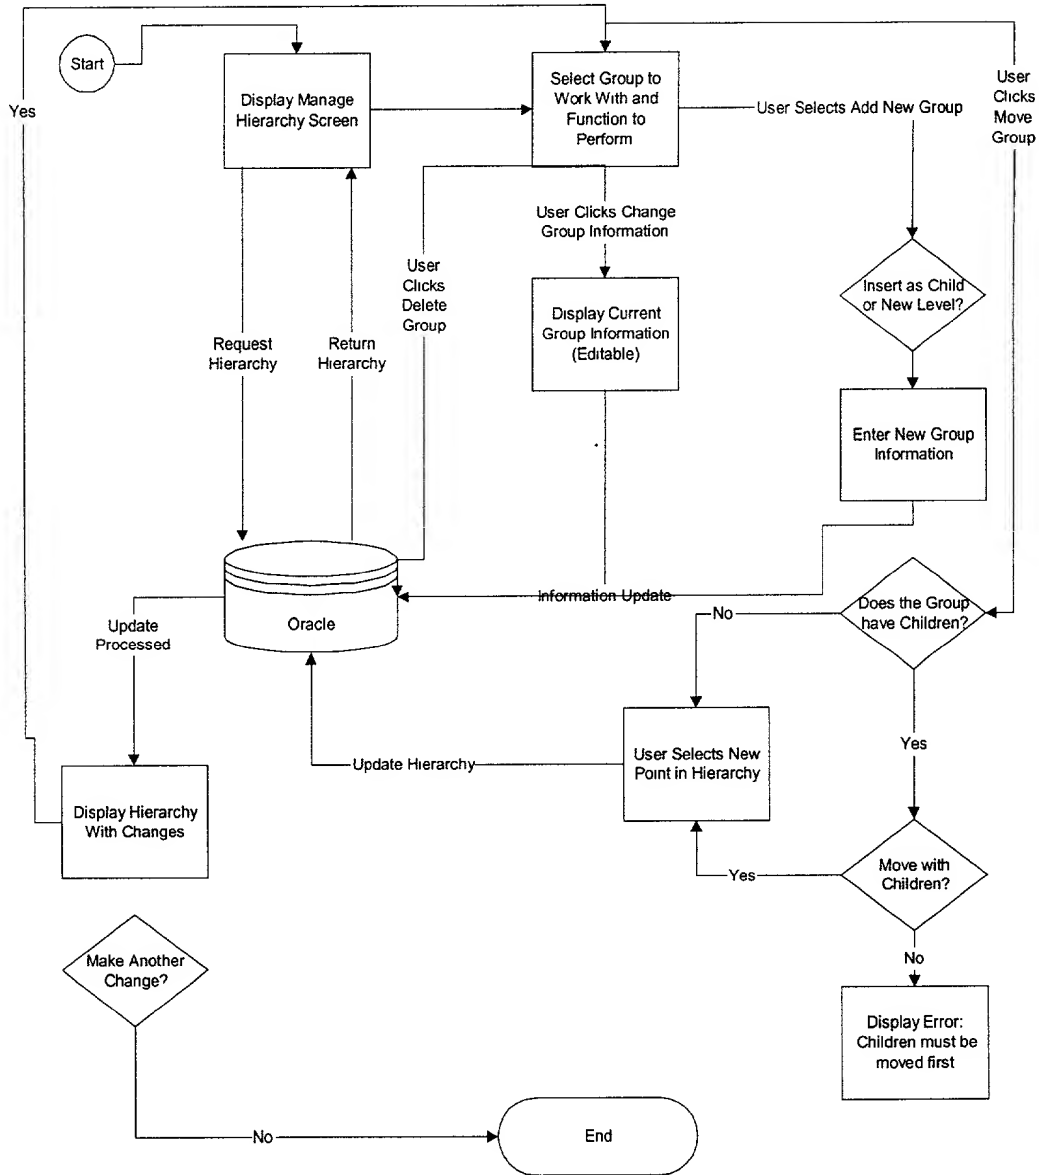 Start
Yes
Display Manage
Hierarchy Screen
Select Group to
Work With and
Function to
Perform
User Selects Add New Group
User
Clicks
Move
Group
User Clicks Change
Group Information
User
Clicks
Delete
Group
Insert as Child
or New Level?
Display Current
Group Information
(Editable)
Request
Hierarchy
Return
Hierarchy
Enter New Group
Information
Information Update
Oracle
Update
Processed
No
Does the Group
have Children?
Yes
User Selects New
Point in Hierarchy
Update Hierarchy
Display Hierarchy
With Changes
Yes
Move with
Children?
No
Make Another
Change?
Display Error:
Children must be
moved first
No
End